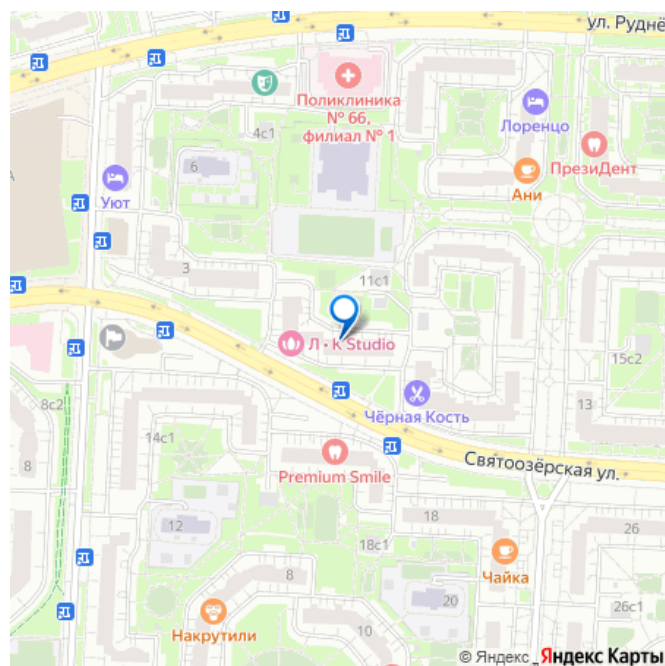 ул. Руднё
Поликлиника
№ 66,
филиал № 1
4с1
Лоренцо
ПрезиДент
6
Ани
Уют
А
3
11с1
Л • К Studio
15с2
8с2
Чёрная Кость
13
14с1
8
Святоозёрская ул.
Premium Smile
12
18
26
18с1
8
Чайка
20
26с1
Накрутили
10
© Яндекс Яндекс Карты